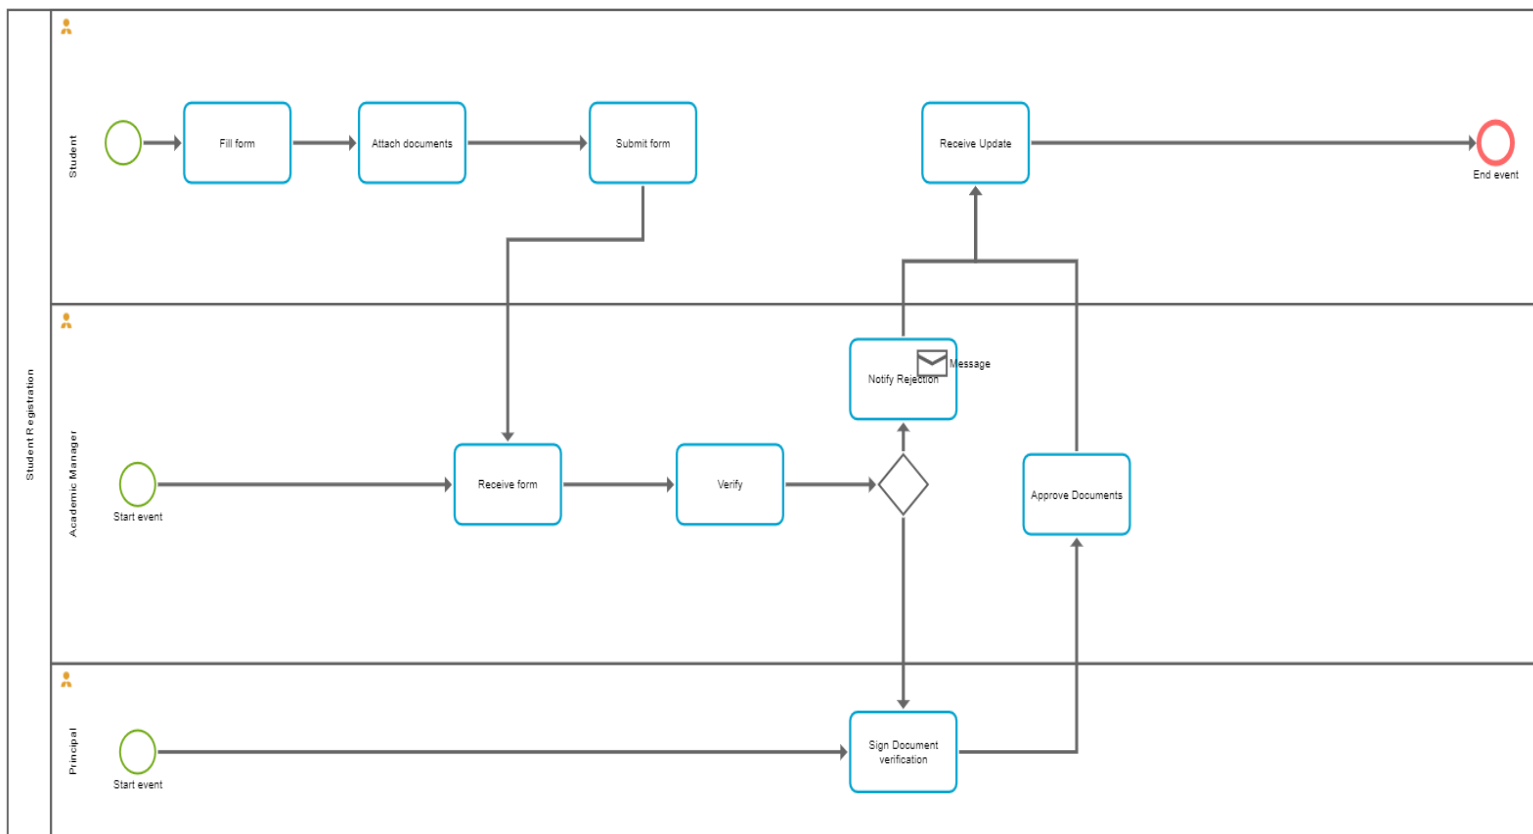 Student Registration
Student
Fill form
Attach documents
Submit form
Receive Update
End event
Academic Manager
Start event
Receive form
Verify
Notify Rejection
Message
Approve Documents
Principal
Start event
Sign Document
verification